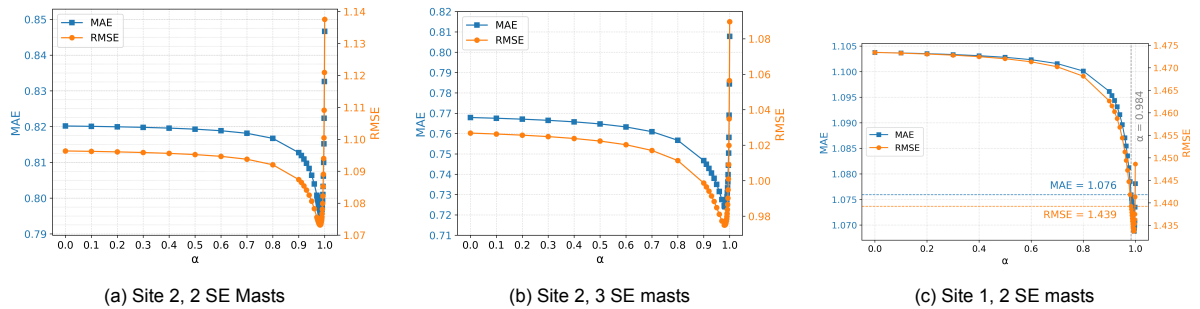 0.85
0.84
0.83
0.82
0.81
0.80
0.79
MAE
MAE
RMSE
1.14
1.13
1.12
1.11
1.10
1.09
1.08
1.07
RMSE
0.0 0.1 0.2 0.3 0.4 0.5 0.6 0.7 0.8 0.9 1.0
α
(a) Site 2, 2 SE Masts
0.82
0.81
0.80
0.79
0.78
0.77
0.76
0.75
0.74
0.73
0.72
0.71
MAE
MAE
RMSE
1.08
1.06
1.04
1.02
1.00
0.98
RMSE
0.0 0.1 0.2 0.3 0.4 0.5 0.6 0.7 0.8 0.9 1.0
α
(b) Site 2, 3 SE masts
1.105
1.100
1.095
1.090
1.085
1.080
1.075
1.070
MAE
MAE
RMSE
α = 0.984
MAE = 1.076
RMSE = 1.439
1.475
1.470
1.465
1.460
1.455
1.450
1.445
1.440
1.435
RMSE
0.0 0.2 0.4 0.6 0.8 1.0
α
(c) Site 1, 2 SE masts